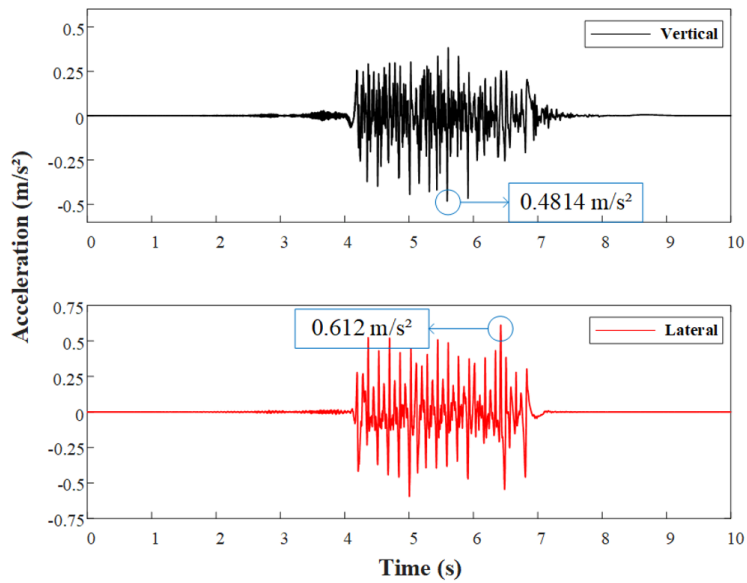 Acceleration (m/s²)
0.5
0.25
0
-0.25
-0.5
Vertical
0.4814 m/s²
0 1 2 3 4 5 6 7 8 9 10
0.75
0.5
0.25
0
-0.25
-0.5
-0.75
0.612 m/s²
Lateral
0 1 2 3 4 5 6 7 8 9 10
Time (s)